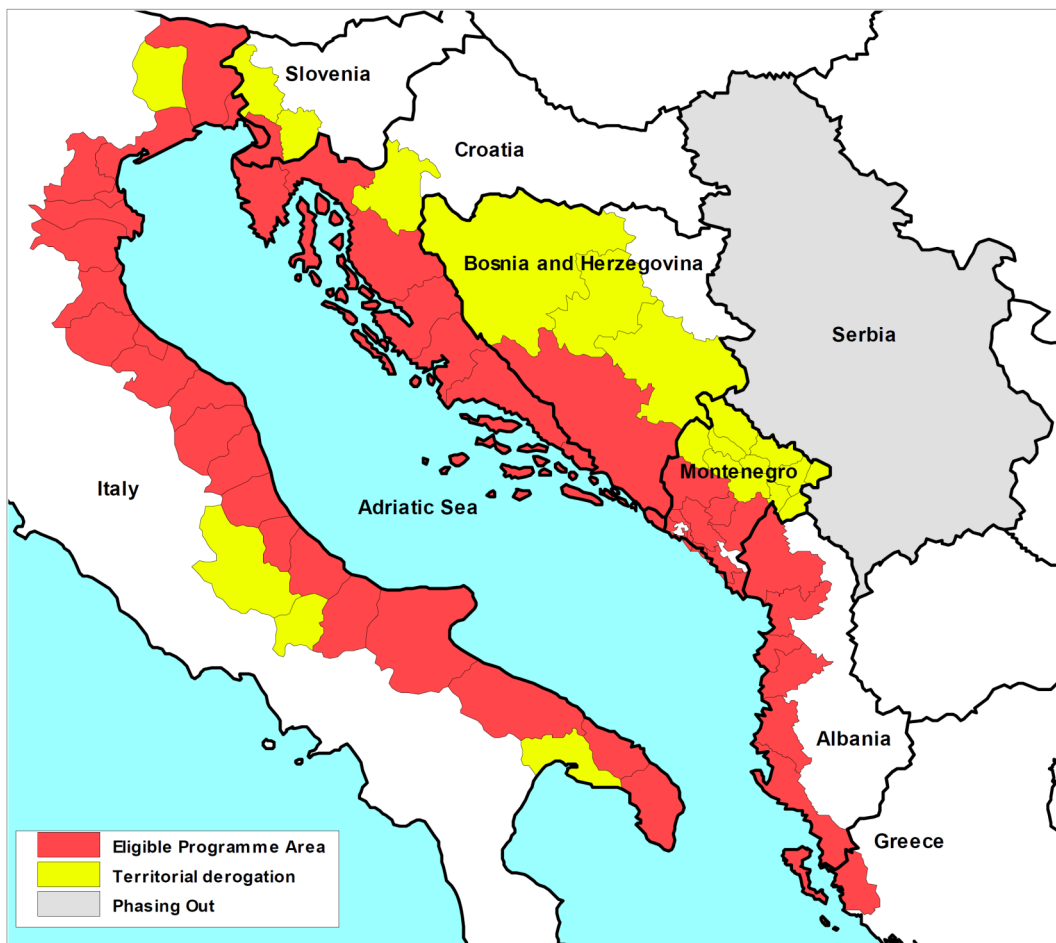 Slovenia
Croatia
Bosnia and Herzegovina
Serbia
Montenegro
Italy
Adriatic Sea
Albania
Greece
Eligible Programme Area
Territorial derogation
Phasing Out